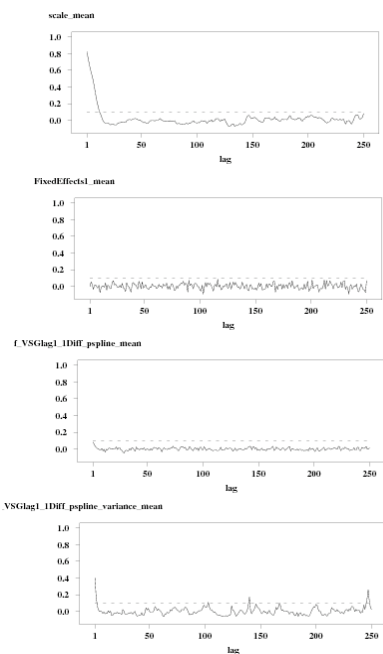 scale_mean
1.0
0.8
0.6
0.4
0.2
0.0
1 50 100 150 200 250
lag
FixedEffects1_mean
1.0
0.8
0.6
0.4
0.2
0.0
1 50 100 150 200 250
lag
f_VSGlag1_1Diff_pspline_mean
1.0
0.8
0.6
0.4
0.2
0.0
1 50 100 150 200 250
lag
_VSGlag1_1Diff_pspline_variance_mean
1.0
0.8
0.6
0.4
0.2
0.0
1 50 100 150 200 250
lag